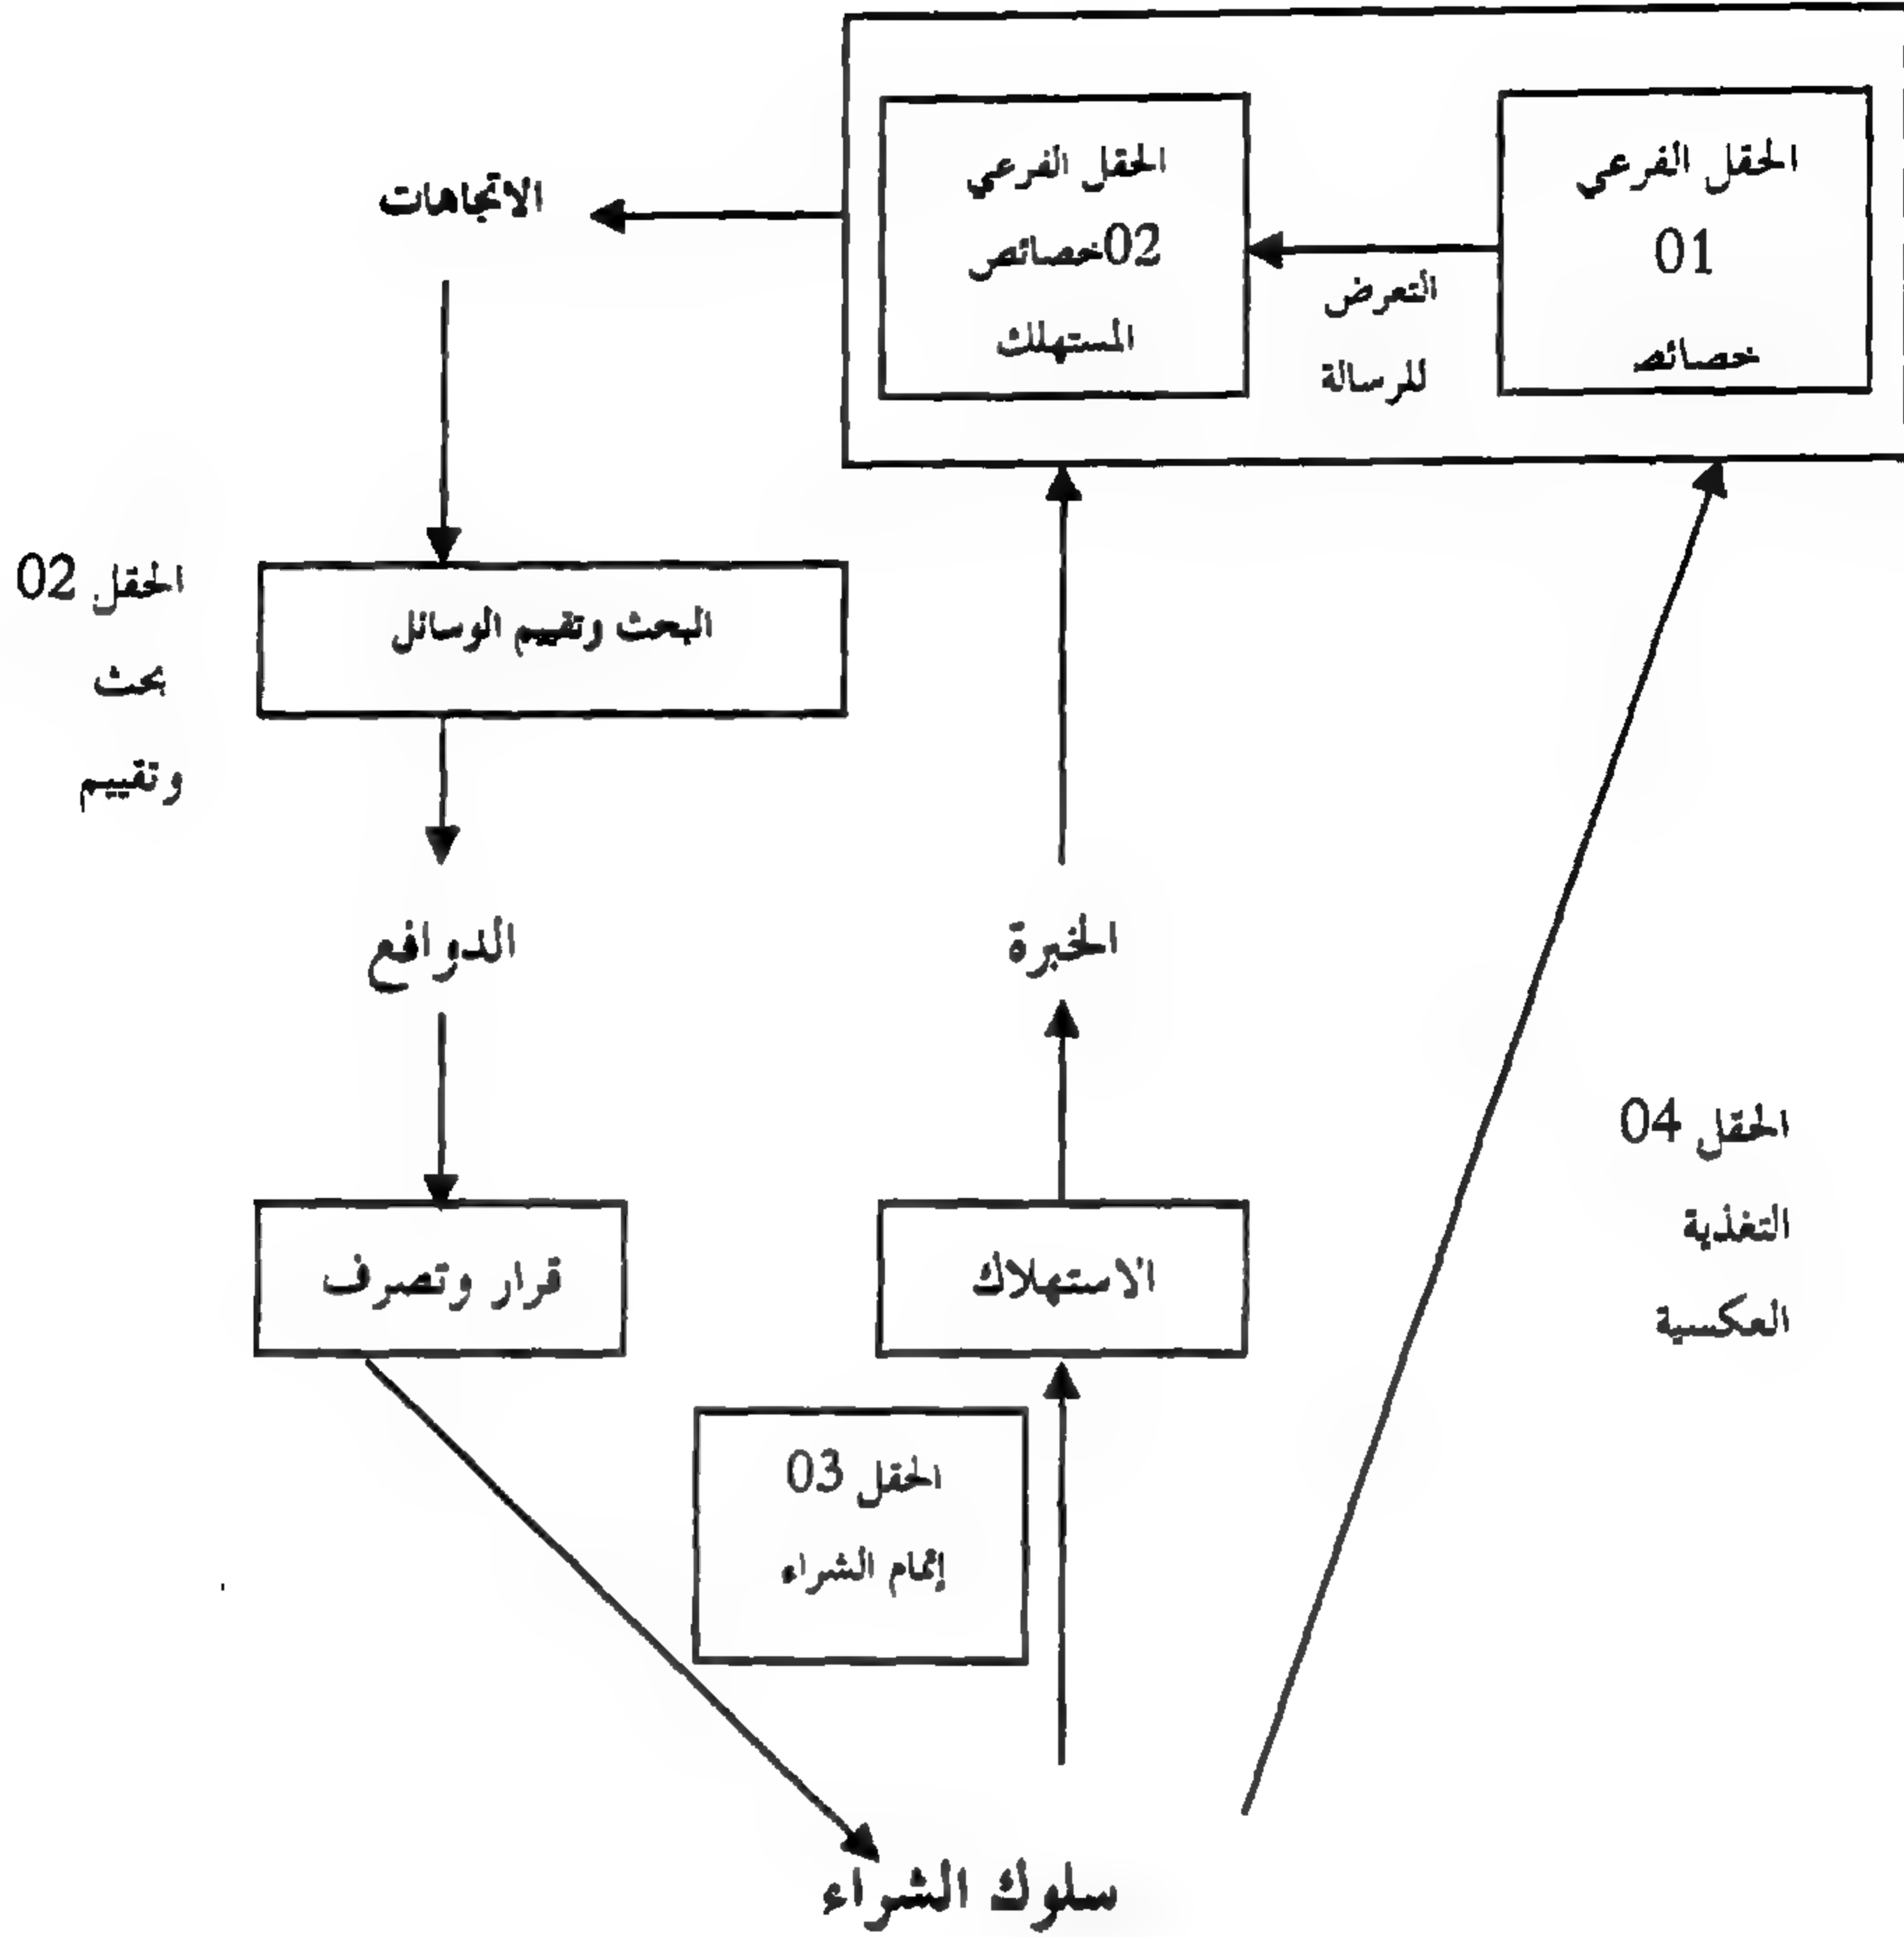 الحقل الفرعي
01
خصائص
التعرض
للرسالة
الحقل الفرعي
02خصائص
المستهلك
الاتجاهات
البحث وتقيم الوسائل
الحقل 02
بحث
وتقييم
الدوافع
الخبرة
قرار وتصرف
الاستهلاك
الحقل 04
التغذية
العكسية
الحقل 03
إتمام الشراء
سلوك الشراء